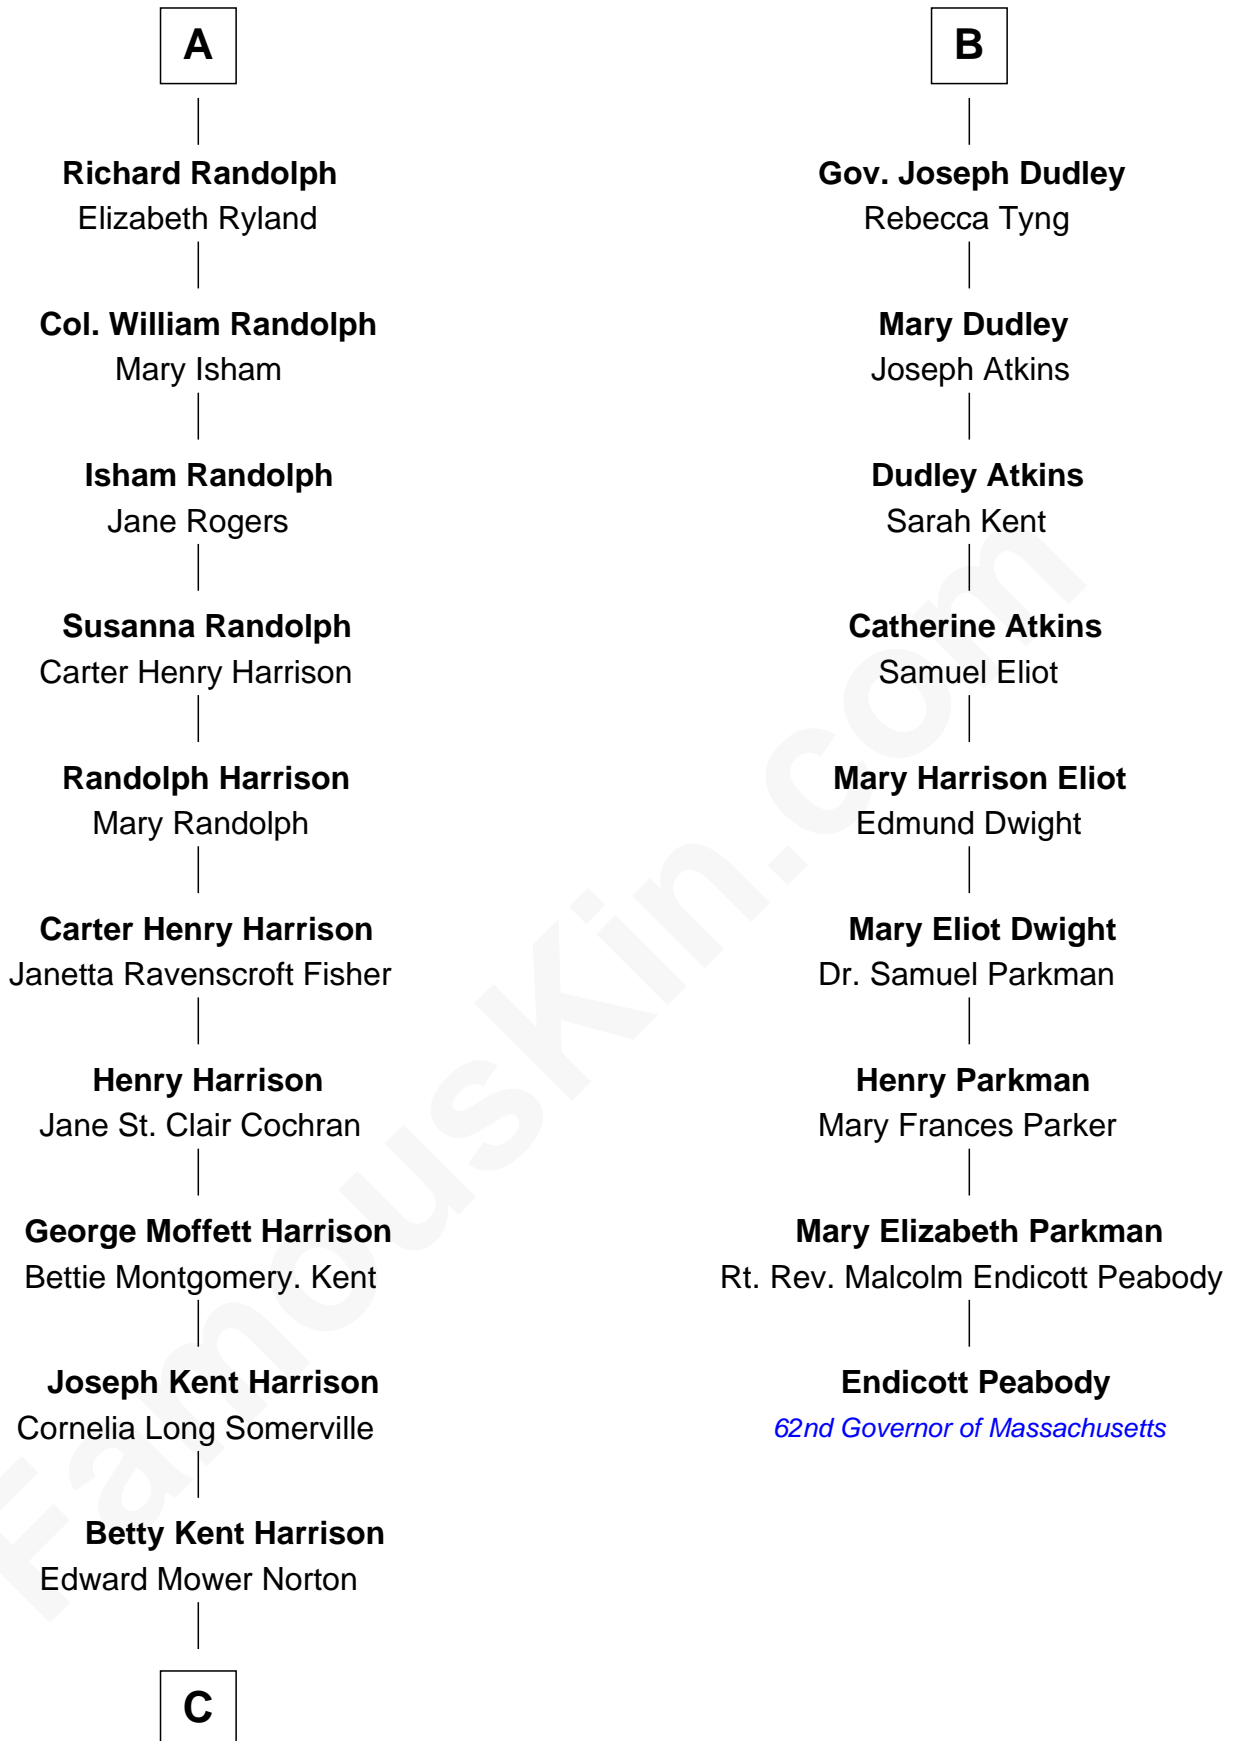 A
Richard Randolph
Elizabeth Ryland
Col. William Randolph
Mary Isham
Isham Randolph
Jane Rogers
Susanna Randolph
Carter Henry Harrison
Randolph Harrison
Mary Randolph
Carter Henry Harrison
Janetta Ravenscroft Fisher
Henry Harrison
Jane St. Clair Cochran
George Moffett Harrison
Bettie Montgomery. Kent
Joseph Kent Harrison
Cornelia Long Somerville
Betty Kent Harrison
Edward Mower Norton
C
B
Gov. Joseph Dudley
Rebecca Tyng
Mary Dudley
Joseph Atkins
Dudley Atkins
Sarah Kent
Catherine Atkins
Samuel Eliot
Mary Harrison Eliot
Edmund Dwight
Mary Eliot Dwight
Dr. Samuel Parkman
Henry Parkman
Mary Frances Parker
Mary Elizabeth Parkman
Rt. Rev. Malcolm Endicott Peabody
Endicott Peabody
62nd Governor of Massachusetts
FamousKin.com